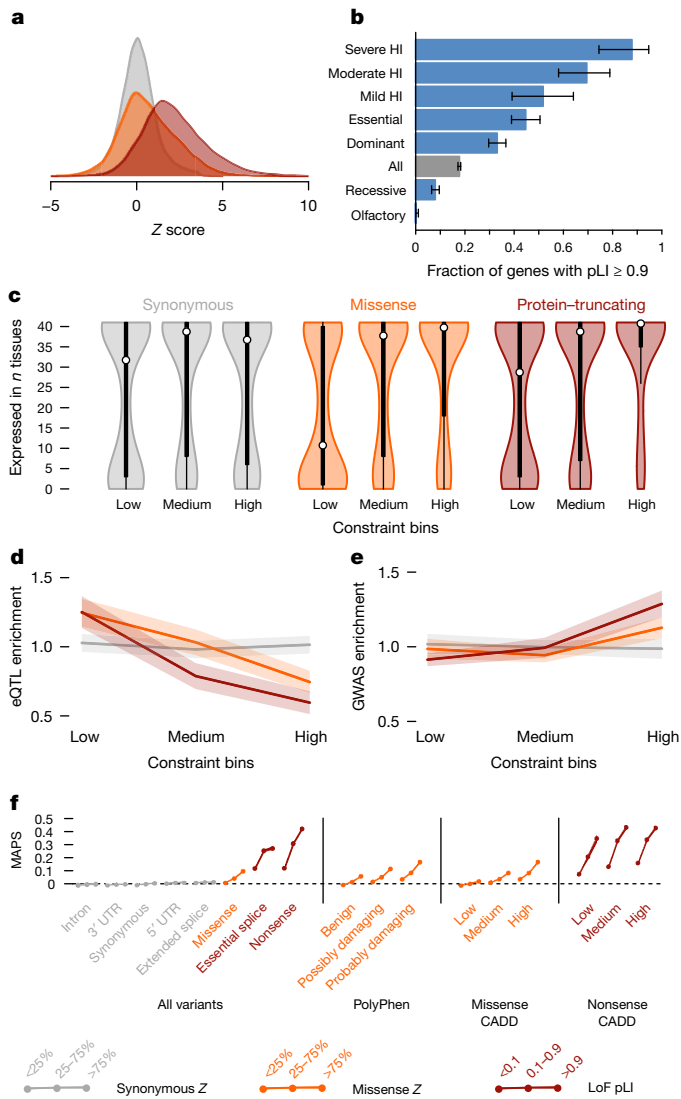 a
−5 0 5 10
Z score
b
Severe HI
Moderate HI
Mild HI
Essential
Dominant
All
Recessive
Olfactory
0 0.2 0.4 0.6 0.8 1
Fraction of genes with pLI ≥ 0.9
c
Synonymous Missense Protein–truncating
Expressed in n tissues
40
35
30
25
20
15
10
5
0
Low Medium High Low Medium High Low Medium High
Constraint bins
d
eQTL enrichment
1.5
1.0
0.5
Low Medium High
Constraint bins
e
GWAS enrichment
1.5
1.0
0.5
Low Medium High
Constraint bins
f
MAPS
0.5
0.4
0.3
0.2
0.1
0
Intron
3′ UTR
Synonymous
5′ UTR
Extended splice
Missense
Essential splice
Nonsense
Benign
Possibly damaging
Probably damaging
Low
Medium
High
Low
Medium
High
All variants
PolyPhen
Missense
CADD
Nonsense
CADD
<25% 25–75% >75%
Synonymous Z
<25% 25–75% >75%
Missense Z
<0.1 0.1–0.9 >0.9
LoF pLI